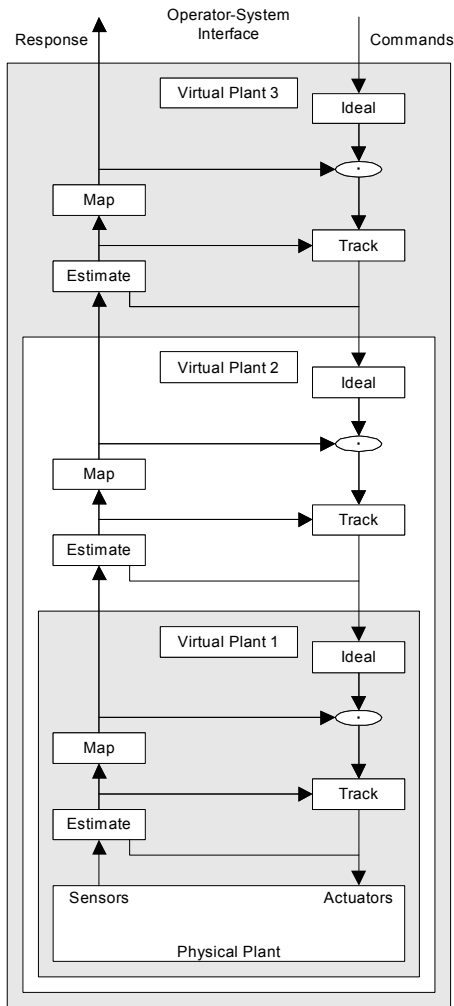 Operator-System
Interface
Response
Commands
Virtual Plant 3
Ideal
Map
Track
Estimate
Virtual Plant 2
Ideal
Map
Track
Estimate
Virtual Plant 1
Ideal
Map
Track
Estimate
Sensors
Actuators
Physical Plant